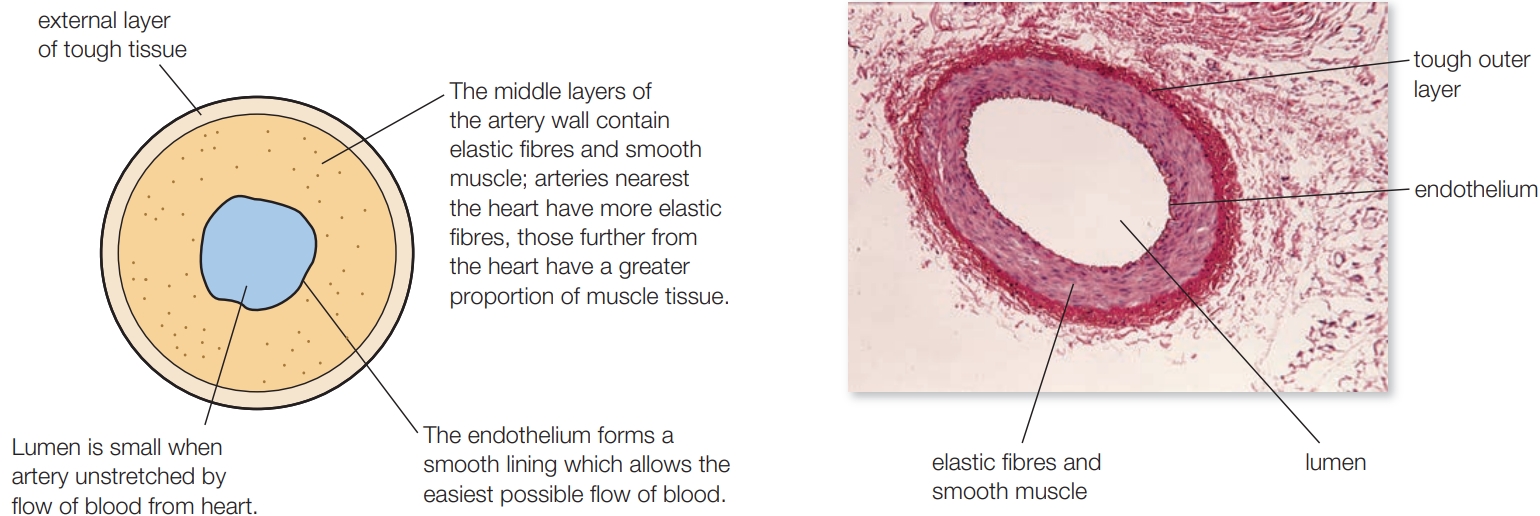 external layer
of tough tissue
The middle layers of
the artery wall contain
elastic fibres and smooth
muscle; arteries nearest
the heart have more elastic
fibres, those further from
the heart have a greater
proportion of muscle tissue.
Lumen is small when
artery unstretched by
flow of blood from heart.
The endothelium forms a
smooth lining which allows the
easiest possible flow of blood.
tough outer
layer
endothelium
elastic fibres and
smooth muscle
lumen